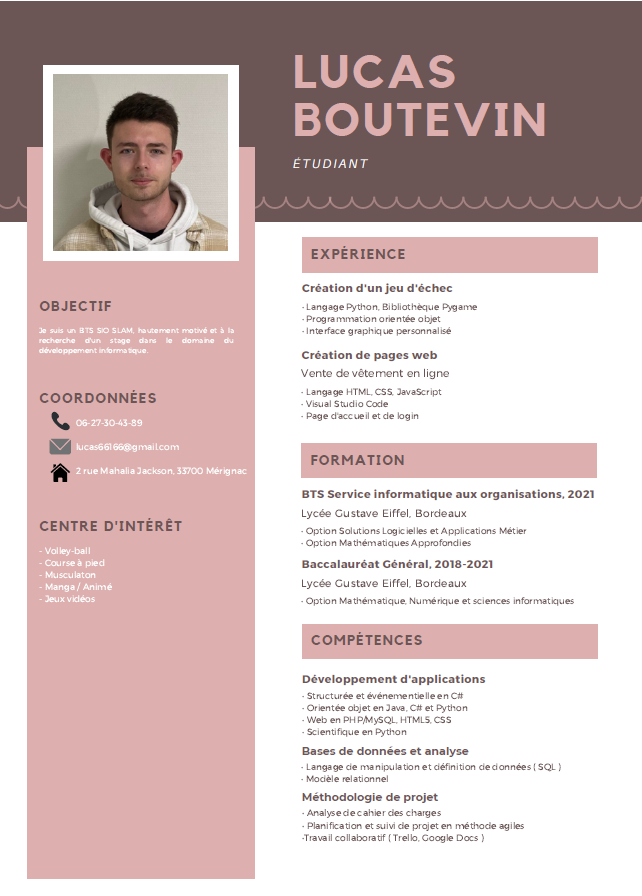 LUCAS
BOUTEVIN
ÉTUDIANT
OBJECTIF
Je suis un BTS SIO SLAM, hautement motivé et à la
recherche d'un stage dans le domaine du
développement informatique.
COORDONNÉES
06-27-30-43-89
lucas66166@gmail.com
2 rue Mahalia Jackson, 33700 Mérignac
CENTRE D'INTÉRÊT
- Volley-ball
- Course à pied
- Musculaton
- Manga / Animé
- Jeux vidéos
EXPÉRIENCE
Création d'un jeu d'échec
· Langage Python, Bibliothèque Pygame
· Programmation orientée objet
· Interface graphique personnalisé
Création de pages web
Vente de vêtement en ligne
· Langage HTML, CSS, JavaScript
· Visual Studio Code
· Page d'accueil et de login
FORMATION
BTS Service informatique aux organisations, 2021
Lycée Gustave Eiffel, Bordeaux
· Option Solutions Logicielles et Applications Métier
· Option Mathématiques Approfondies
Baccalauréat Général, 2018-2021
Lycée Gustave Eiffel, Bordeaux
· Option Mathématique, Numérique et sciences informatiques
COMPÉTENCES
Développement d'applications
· Structurée et événementielle en C#
· Orientée objet en Java, C# et Python
· Web en PHP/MySQL, HTML5, CSS
· Scientifique en Python
Bases de données et analyse
· Langage de manipulation et définition de données ( SQL )
· Modèle relationnel
Méthodologie de projet
· Analyse de cahier des charges
· Planification et suivi de projet en méthode agiles
·Travail collaboratif ( Trello, Google Docs )